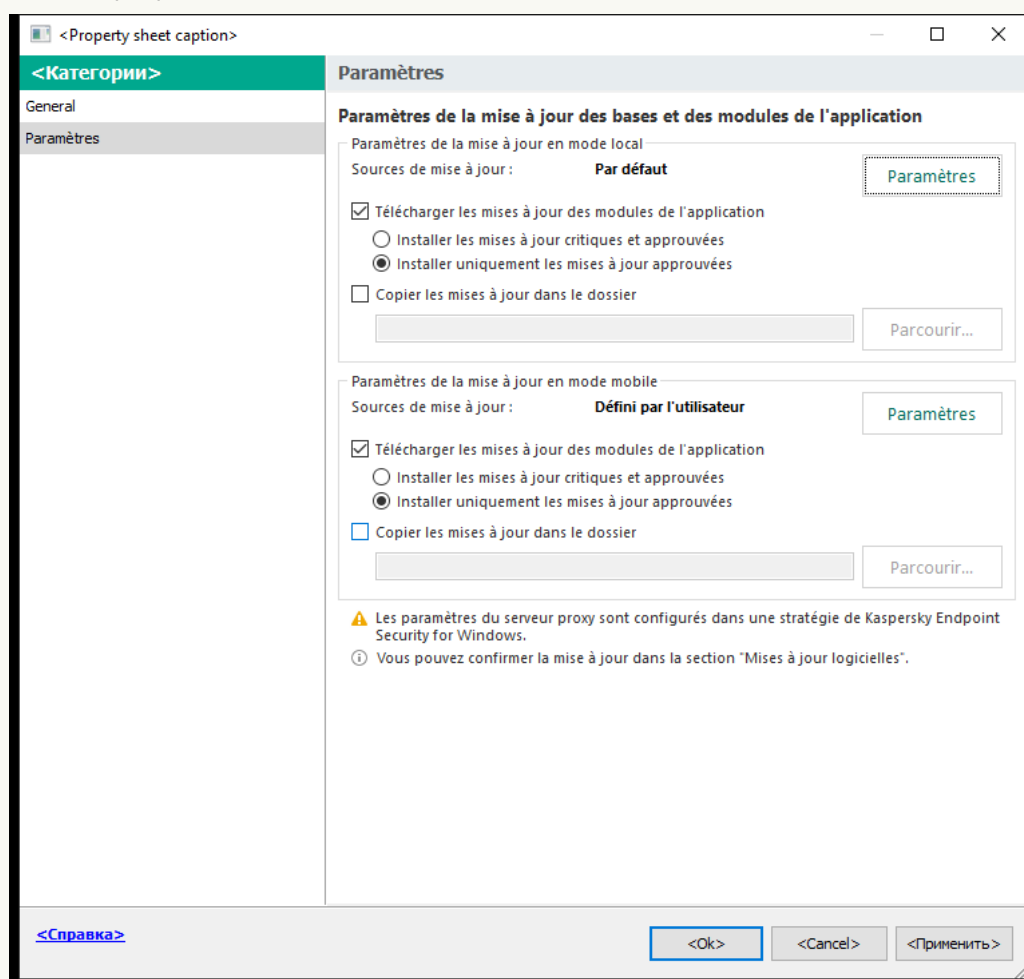 <Property sheet caption>
<Категории>
General
Paramètres
Paramètres
Paramètres de la mise à jour des bases et des modules de l'application
Paramètres de la mise à jour en mode local
Sources de mise à jour : Par défaut Paramètres
Télécharger les mises à jour des modules de l'application
Installer les mises à jour critiques et approuvées
Installer uniquement les mises à jour approuvées
Copier les mises à jour dans le dossier
Parcourir...
Paramètres de la mise à jour en mode mobile
Sources de mise à jour : Défini par l'utilisateur Paramètres
Télécharger les mises à jour des modules de l'application
Installer les mises à jour critiques et approuvées
Installer uniquement les mises à jour approuvées
Copier les mises à jour dans le dossier
Parcourir...
Les paramètres du serveur proxy sont configurés dans une stratégie de Kaspersky Endpoint
Security for Windows.
Vous pouvez confirmer la mise à jour dans la section "Mises à jour logicielles".
<Справка>
<Ok> <Cancel> <Применить>